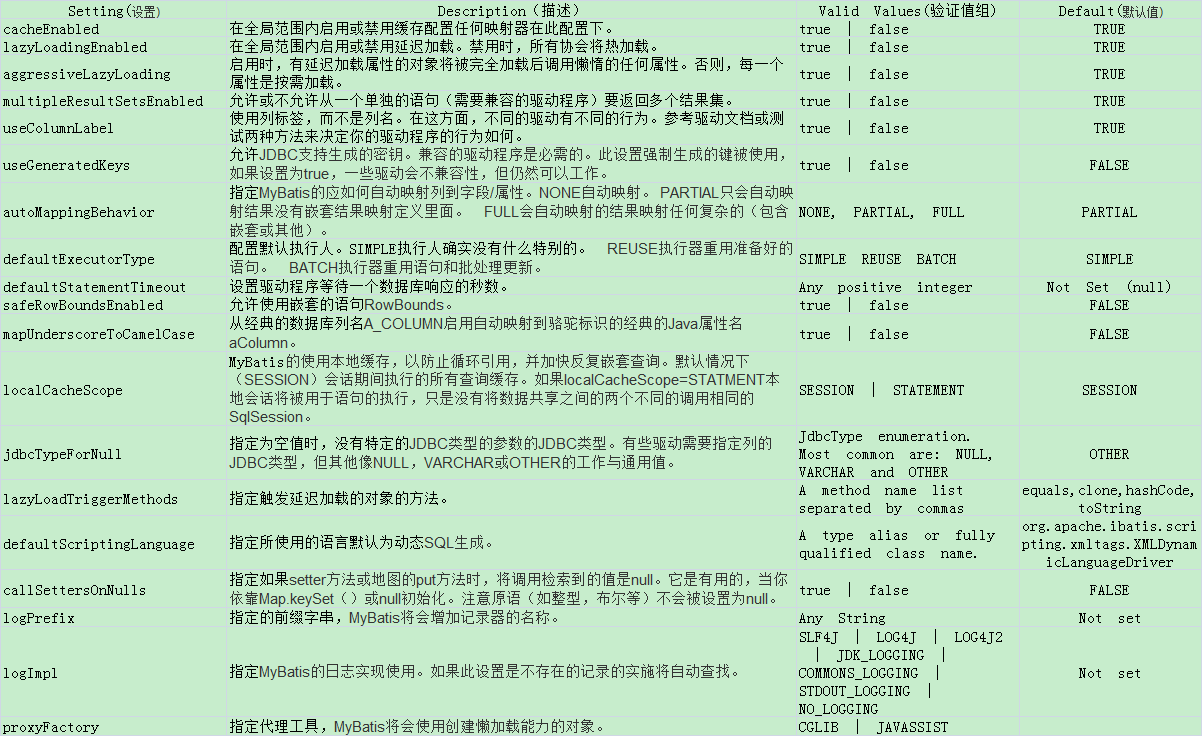 Setting(设置) Description（描述） Valid Values(验证值组) Default(默认值)
cacheEnabled 在全局范围内启用或禁用缓存配置任何映射器在此配置下。 true | false TRUE
lazyLoadingEnabled 在全局范围内启用或禁用延迟加载。禁用时，所有协会将热加载。 true | false TRUE
aggressiveLazyLoading 启用时，有延迟加载属性的对象将被完全加载后调用懒惰的任何属性。否则，每一个 true | false TRUE
属性是按需加载。
multipleResultSetsEnabled 允许或不允许从一个单独的语句（需要兼容的驱动程序）要返回多个结果集。 true | false TRUE
useColumnLabel 使用列标签，而不是列名。在这方面，不同的驱动有不同的行为。参考驱动文档或测 true | false TRUE
试两种方法来决定你的驱动程序的行为如何。
useGeneratedKeys 允许JDBC支持生成的密钥。兼容的驱动程序是必需的。此设置强制生成的键被使用， true | false FALSE
如果设置为true，一些驱动会不兼容性，但仍然可以工作。
autoMappingBehavior 指定MyBatis的应如何自动映射列到字段/属性。NONE自动映射。 PARTIAL只会自动映 NONE, PARTIAL, FULL PARTIAL
射结果没有嵌套结果映射定义里面。 FULL会自动映射的结果映射任何复杂的（包含
嵌套或其他）。
defaultExecutorType 配置默认执行人。SIMPLE执行人确实没有什么特别的。 REUSE执行器重用准备好的 SIMPLE REUSE BATCH SIMPLE
语句。 BATCH执行器重用语句和批处理更新。
defaultStatementTimeout 设置驱动程序等待一个数据库响应的秒数。 Any positive integer Not Set (null)
safeRowBoundsEnabled 允许使用嵌套的语句RowBounds。 true | false FALSE
mapUnderscoreToCamelCase 从经典的数据库列名A_COLUMN启用自动映射到骆驼标识的经典的Java属性名 true | false FALSE
aColumn。
localCacheScope MyBatis的使用本地缓存，以防止循环引用，并加快反复嵌套查询。默认情况下 SESSION | STATEMENT SESSION
（SESSION）会话期间执行的所有查询缓存。如果localCacheScope=STATMENT本
地会话将被用于语句的执行，只是没有将数据共享之间的两个不同的调用相同的
SqlSession。
jdbcTypeForNull 指定为空值时，没有特定的JDBC类型的参数的JDBC类型。有些驱动需要指定列的 JdbcType enumeration. OTHER
JDBC类型，但其他像NULL，VARCHAR或OTHER的工作与通用值。 Most common are: NULL,
VARCHAR and OTHER
lazyLoadTriggerMethods 指定触发延迟加载的对象的方法。 A method name list equals,clone,hashCode,
separated by commas toString
defaultScriptingLanguage 指定所使用的语言默认为动态SQL生成。 A type alias or fully org.apache.ibatis.scri
qualified class name. pting.xmltags.XMLDynam
icLanguageDriver
callSettersOnNulls 指定如果setter方法或地图的put方法时，将调用检索到的值是null。它是有用的，当你 true | false FALSE
依靠Map.keySet（）或null初始化。注意原语（如整型，布尔等）不会被设置为null。
logPrefix 指定的前缀字串，MyBatis将会增加记录器的名称。 Any String Not set
logImpl 指定MyBatis的日志实现使用。如果此设置是不存在的记录的实施将自动查找。 SLF4J | LOG4J | LOG4J2 Not set
| JDK_LOGGING |
COMMONS_LOGGING |
STDOUT_LOGGING |
NO_LOGGING
proxyFactory 指定代理工具，MyBatis将会使用创建懒加载能力的对象。 CGLIB | JAVASSIST